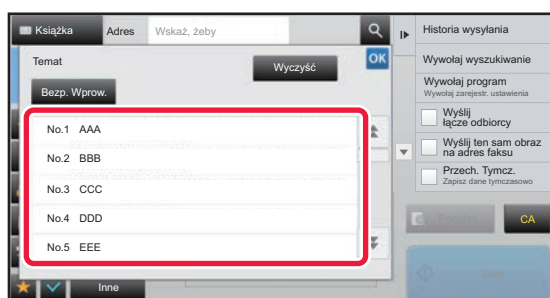 Książka
Adres
Wskaż, żeby
Temat
Wyczyść
OK
Bezp. Wprow.
No.1 AAA
No.2 BBB
No.3 CCC
No.4 DDD
No.5 EEE
Inne
Historia wysyłania
Wywołaj wyszukiwanie
Wywołaj program
Wywołaj zarejestr. ustawienia
Wyślij
łącze odbiorcy
Wyślij ten sam obraz
na adres faksu
Przech. Tymcz.
Zapisz dane tymczasowo
CA
Start